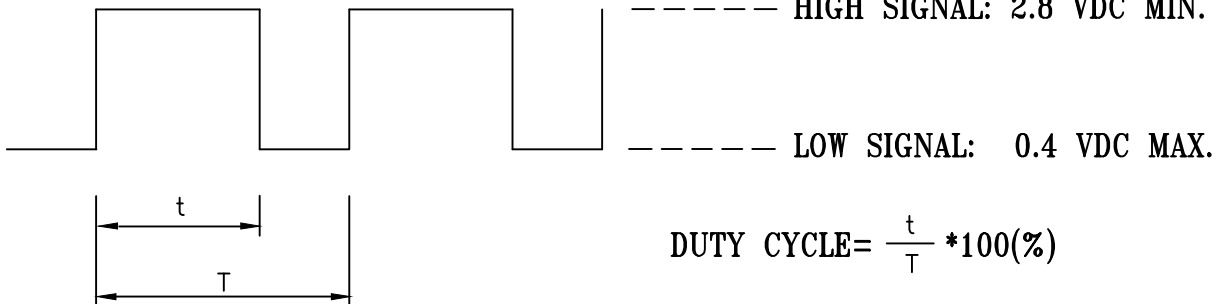 HIGH SIGNAL: 2.8 VDC MIN.
LOW SIGNAL: 0.4 VDC MAX.
t
DUTY CYCLE= t/T *100(%)
T